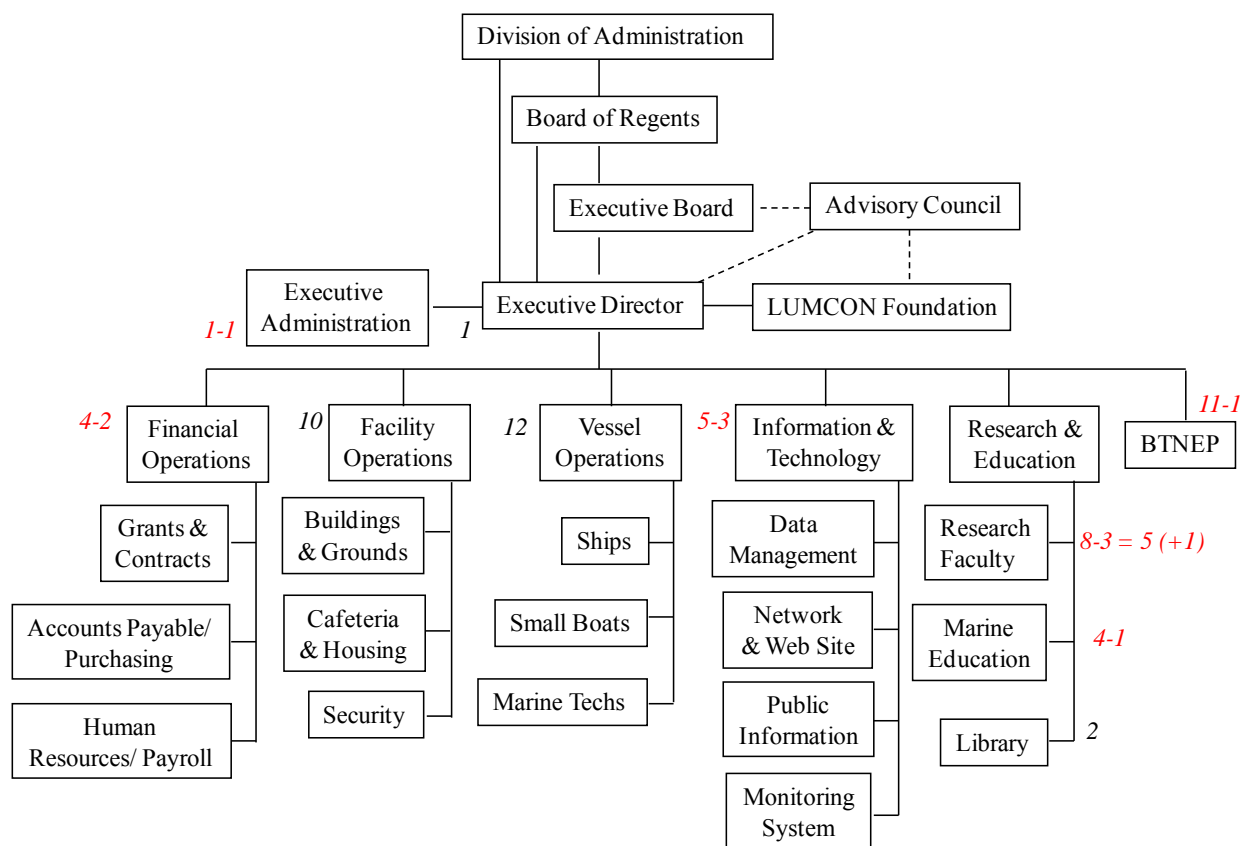 Division of Administration
Board of Regents
Executive Board
Advisory Council
Executive
Administration
1-1
1
Executive Director
LUMCON Foundation
4-2
Financial
Operations
10
Facility
Operations
12
Vessel
Operations
5-3
Information &
Technology
Research &
Education
11-1
BTNEP
Grants &
Contracts
Accounts Payable/
Purchasing
Human
Resources/ Payroll
Buildings
& Grounds
Cafeteria
& Housing
Security
Ships
Small Boats
Marine Techs
Data
Management
Network
& Web Site
Public
Information
Monitoring
System
Research
Faculty
8-3 = 5 (+1)
Marine
Education
4-1
Library
2